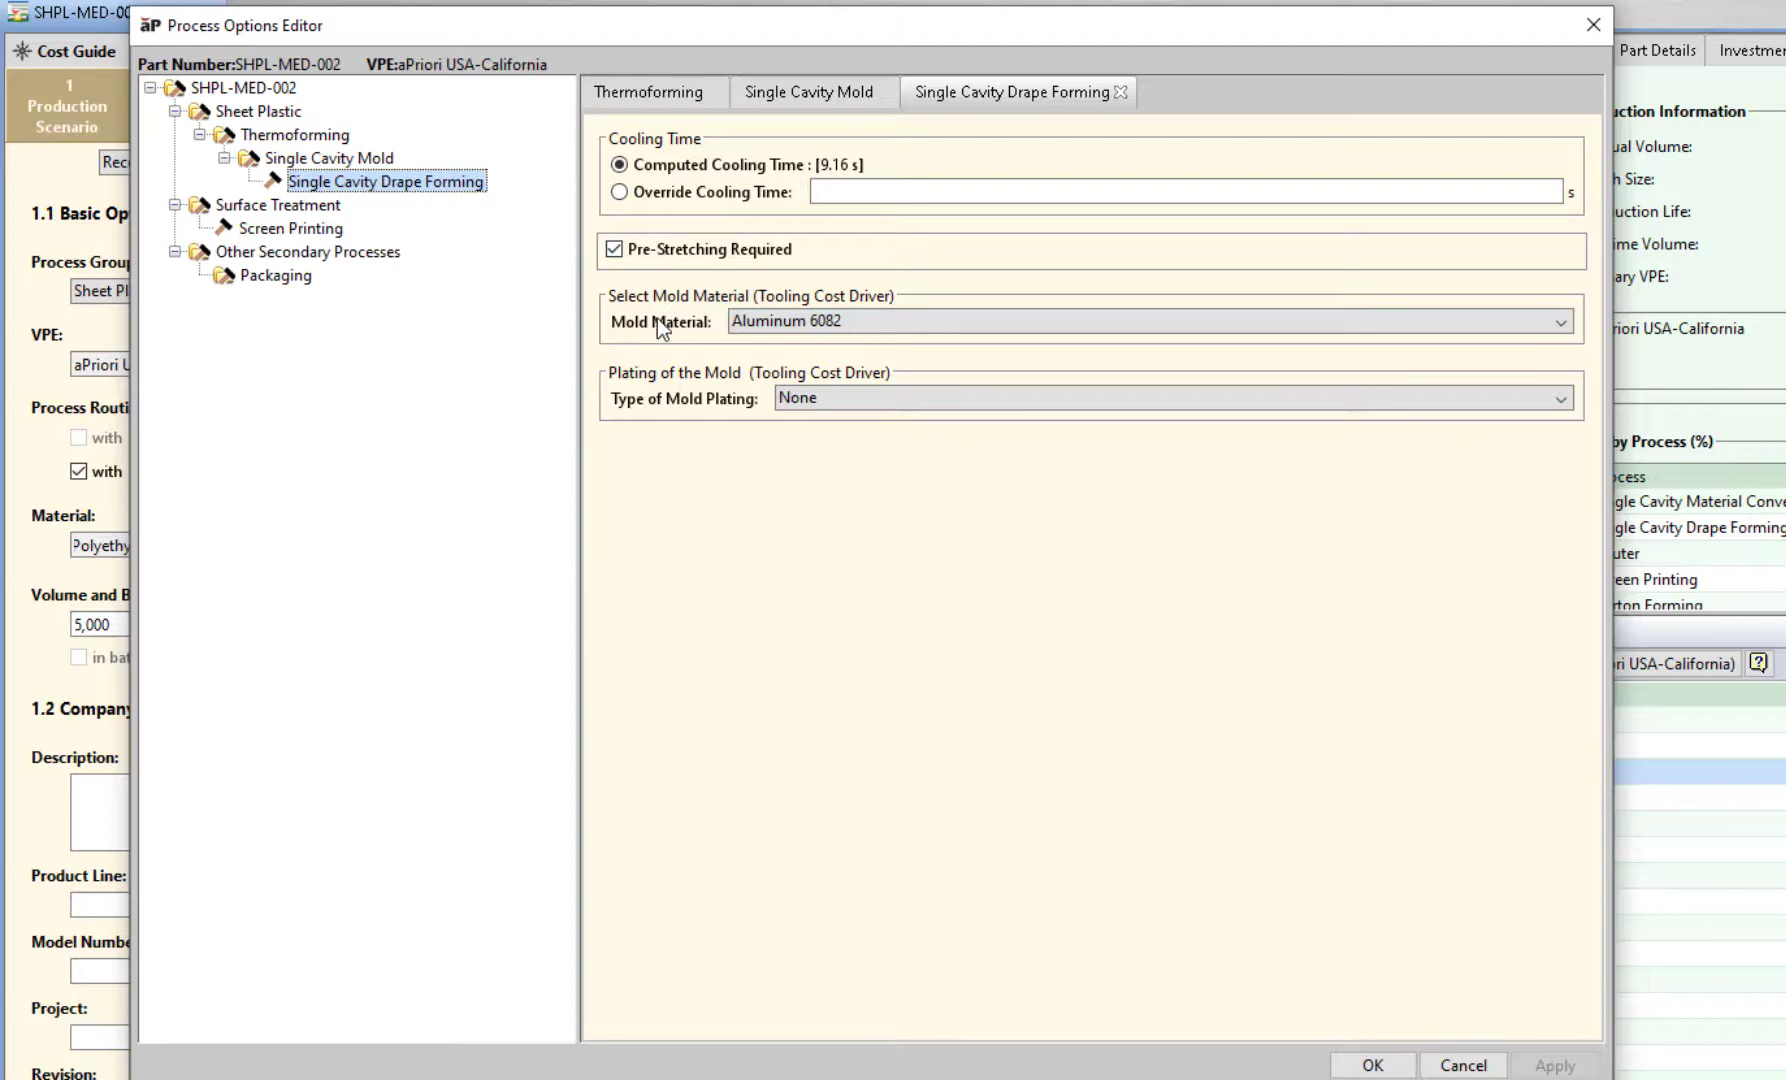 SHPL-MED-00
Cost Guide
1
Production
Scenario
1.1 Basic Op
Process Group
Sheet Pl
VPE:
aPriori U
Process Routi
with
with
Material:
Polyethy
Volume and B
5,000
in bat
1.2 Company
Description:
Product Line:
Model Numbe
Project:
Revision:
aP Process Options Editor
Part Number:SHPL-MED-002 VPE:aPriori USA-California
SHPL-MED-002
Sheet Plastic
Thermoforming
Single Cavity Mold
Single Cavity Drape Forming
Surface Treatment
Screen Printing
Other Secondary Processes
Packaging
Thermoforming Single Cavity Mold Single Cavity Drape Forming
Cooling Time
Computed Cooling Time : [9.16 s]
Override Cooling Time: s
Pre-Stretching Required
Select Mold Material (Tooling Cost Driver)
Mold Material: Aluminum 6082
Plating of the Mold (Tooling Cost Driver)
Type of Mold Plating: None
OK Cancel Apply
Part Details Investmen
uction Information
ual Volume:
h Size:
uction Life:
ime Volume:
ary VPE:
riori USA-California
by Process (%)
ocess
gle Cavity Material Conve
gle Cavity Drape Forming
uter
een Printing
rton Forming
ri USA-California) ?